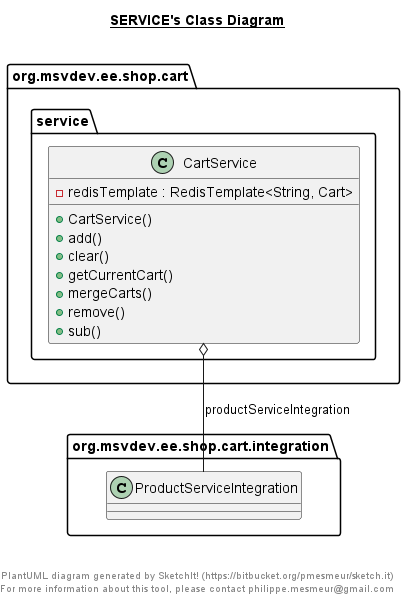 SERVICE's Class Diagram
org.msvdev.ee.shop.cart
service
C CartService
redisTemplate : RedisTemplate<String, Cart>
CartService()
add()
clear()
getCurrentCart()
mergeCarts()
remove()
sub()
productServiceIntegration
org.msvdev.ee.shop.cart.integration
C ProductServiceIntegration
PlantUML diagram generated by SketchIt! (https://bitbucket.org/pmesmeur/sketch.it)
For more information about this tool, please contact philippe.mesmeur@gmail.com